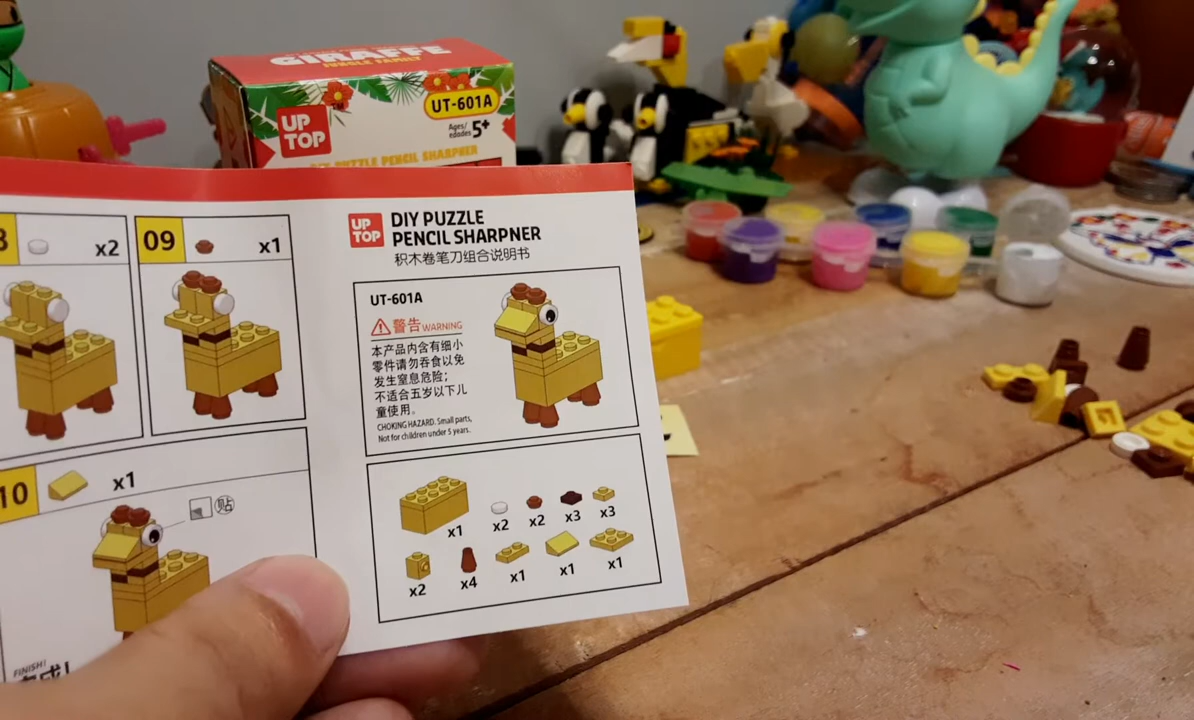 GIRAFFE
JUNGLE FAMILY
UP
TOP
UT-601A
Ages/
edades 5+
DIY PUZZLE PENCIL SHARPNER
x2
09
x1
10
x1
贴
FINISH!
UP
TOP
DIY PUZZLE
PENCIL SHARPNER
积木卷笔刀组合说明书
UT-601A
警告 WARNING
本产品内含有细小
零件请勿吞食以免
发生窒息危险;
不适合五岁以下儿
童使用。
CHOKING HAZARD. Small parts,
Not for children under 5 years.
x1
x2
x2
x3
x3
x2
x4
x1
x1
x1